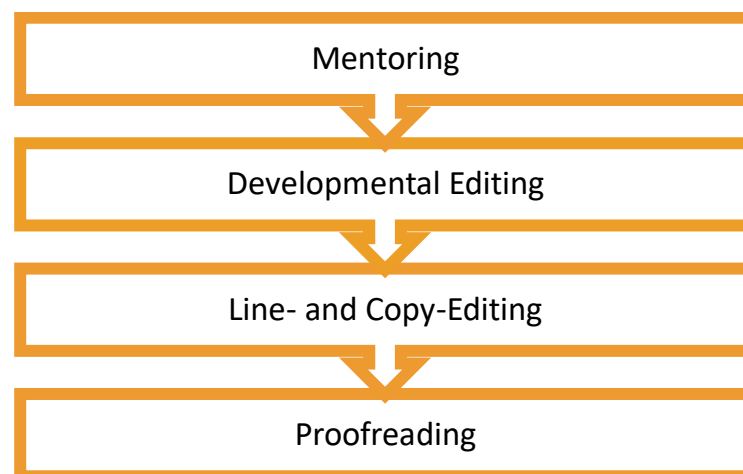 Mentoring
Developmental Editing
Line- and Copy-Editing
Proofreading